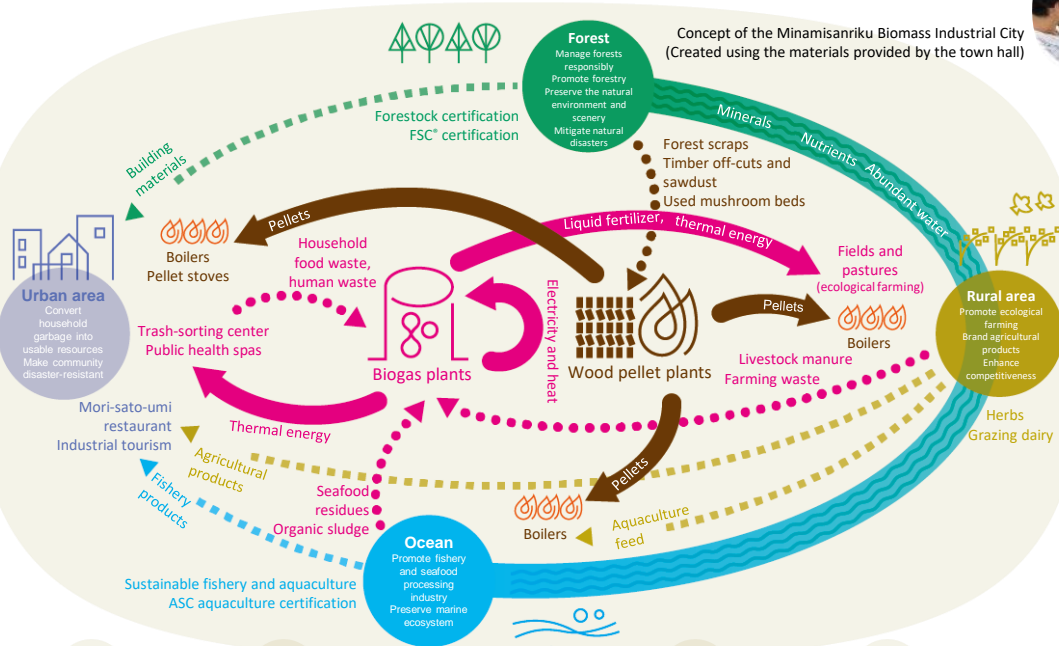 Concept of the Minamisanriku Biomass Industrial City
(Created using the materials provided by the town hall)
Forest
Manage forests
responsibly
Promote forestry
Preserve the natural
environment and
scenery
Mitigate natural
disasters
Forestock certification
FSC® certification
Building
materials
Minerals
Nutrients
Abundant water
Forest scraps
Timber off-cuts and
sawdust
Used mushroom beds
Pellets
Boilers
Pellet stoves
Household
food waste,
human waste
Liquid fertilizer, thermal energy
Fields and
pastures
(ecological farming)
Urban area
Convert
household
garbage into
usable resources
Make community
disaster-resistant
Trash-sorting center
Public health spas
Biogas plants
Electricity and heat
Wood pellet plants
Pellets
Boilers
Rural area
Promote ecological
farming
Brand agricultural
products
Enhance
competitiveness
Livestock manure
Farming waste
Herbs
Grazing dairy
Mori-sato-umi
restaurant
Industrial tourism
Thermal energy
Agricultural
products
Fishery
products
Seafood
residues
Organic sludge
Pellets
Boilers
Aquaculture
feed
Ocean
Promote fishery
and seafood
processing
industry
Preserve marine
ecosystem
Sustainable fishery and aquaculture
ASC aquaculture certification